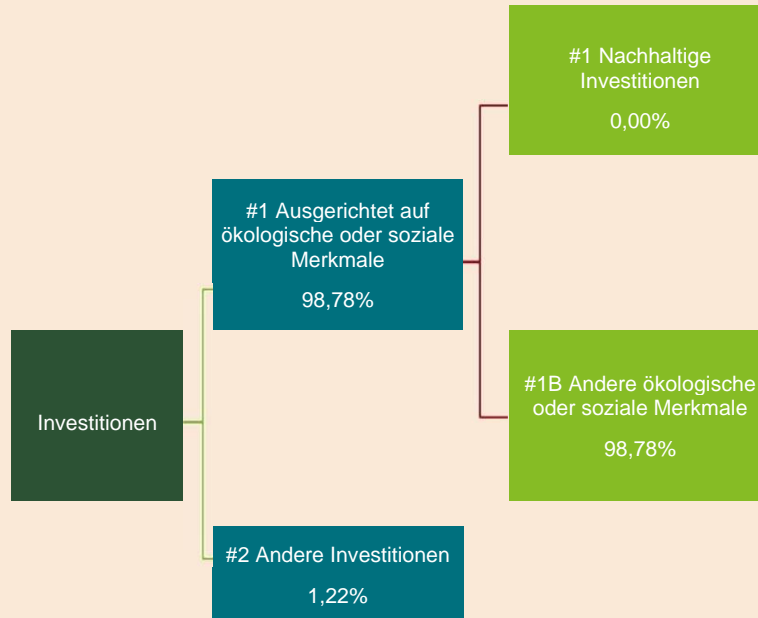 #1 Nachhaltige
Investitionen
0,00%
#1 Ausgerichtet auf
ökologische oder soziale
Merkmale
98,78%
Investitionen
#1B Andere ökologische
oder soziale Merkmale
98,78%
#2 Andere Investitionen
1,22%